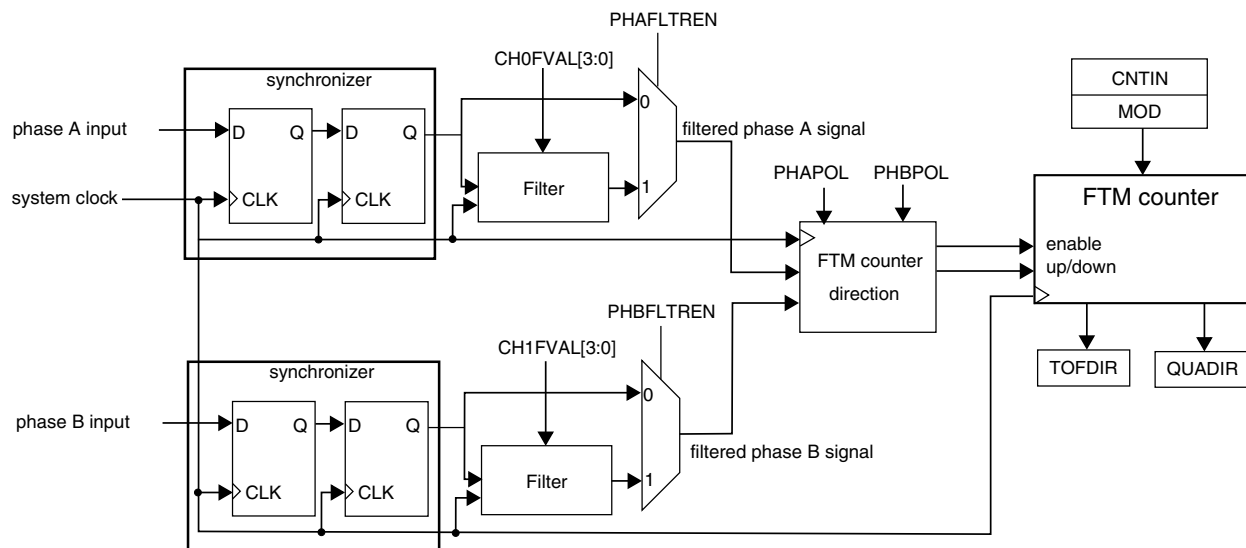 PHAFLTREN
CH0FVAL[3:0]
synchronizer
CNTIN
MOD
phase A input
D
Q
D
Q
0
filtered phase A signal
Filter
1
system clock
CLK
CLK
PHAPOL
PHBPOL
FTM counter
enable
up/down
FTM counter
direction
PHBFLTREN
CH1FVAL[3:0]
synchronizer
TOFDIR
QUADIR
phase B input
D
Q
D
Q
0
filtered phase B signal
Filter
1
CLK
CLK